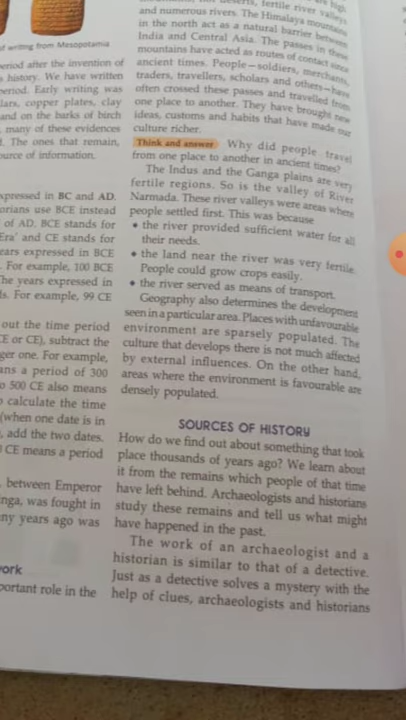 of writing from Mesopotamia
period after the invention of
history. We have written
period. Early writing was
lars, copper plates, clay
and on the barks of birch
many of these evidences
. The ones that remain,
ource of information.
xpressed in BC and AD.
orians use BCE instead
of AD. BCE stands for
Era' and CE stands for
ears expressed in BCE
. For example, 100 BCE
The years expressed in
ls. For example, 99 CE
out the time period
CE or CE), subtract the
ger one. For example,
ans a period of 300
o 500 CE also means
o calculate the time
(when one date is in
, add the two dates.
CE means a period
between Emperor
inga, was fought in
ny years ago was
work
portant role in the
fertile river valleys
and numerous rivers. The Himalaya mountains
in the north act as a natural barrier between
India and Central Asia. The passes in these
mountains have acted as routes of contact since
ancient times. People—soldiers, merchants,
traders, travellers, scholars and others—have
often crossed these passes and travelled from
one place to another. They have brought new
ideas, customs and habits that have made our
culture richer.
Think and answer Why did people travel
from one place to another in ancient times?
The Indus and the Ganga plains are very
fertile regions. So is the valley of River
Narmada. These river valleys were areas where
people settled first. This was because
• the river provided sufficient water for all
their needs.
• the land near the river was very fertile.
People could grow crops easily.
• the river served as means of transport.
Geography also determines the development
seen in a particular area. Places with unfavourable
environment are sparsely populated. The
culture that develops there is not much affected
by external influences. On the other hand,
areas where the environment is favourable are
densely populated.
SOURCES OF HISTORY
How do we find out about something that took
place thousands of years ago? We learn about
it from the remains which people of that time
have left behind. Archaeologists and historians
study these remains and tell us what might
have happened in the past.
The work of an archaeologist and a
historian is similar to that of a detective.
Just as a detective solves a mystery with the
help of clues, archaeologists and historians